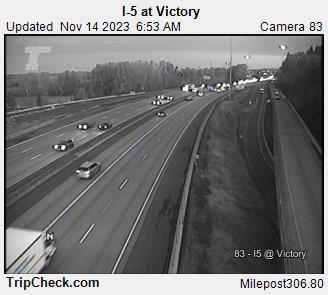 I-5 at Victory
Updated  Nov 14 2023  6:53 AM
Camera 83
N
83 - I5 @ Victory
TripCheck.com
Milepost306.80